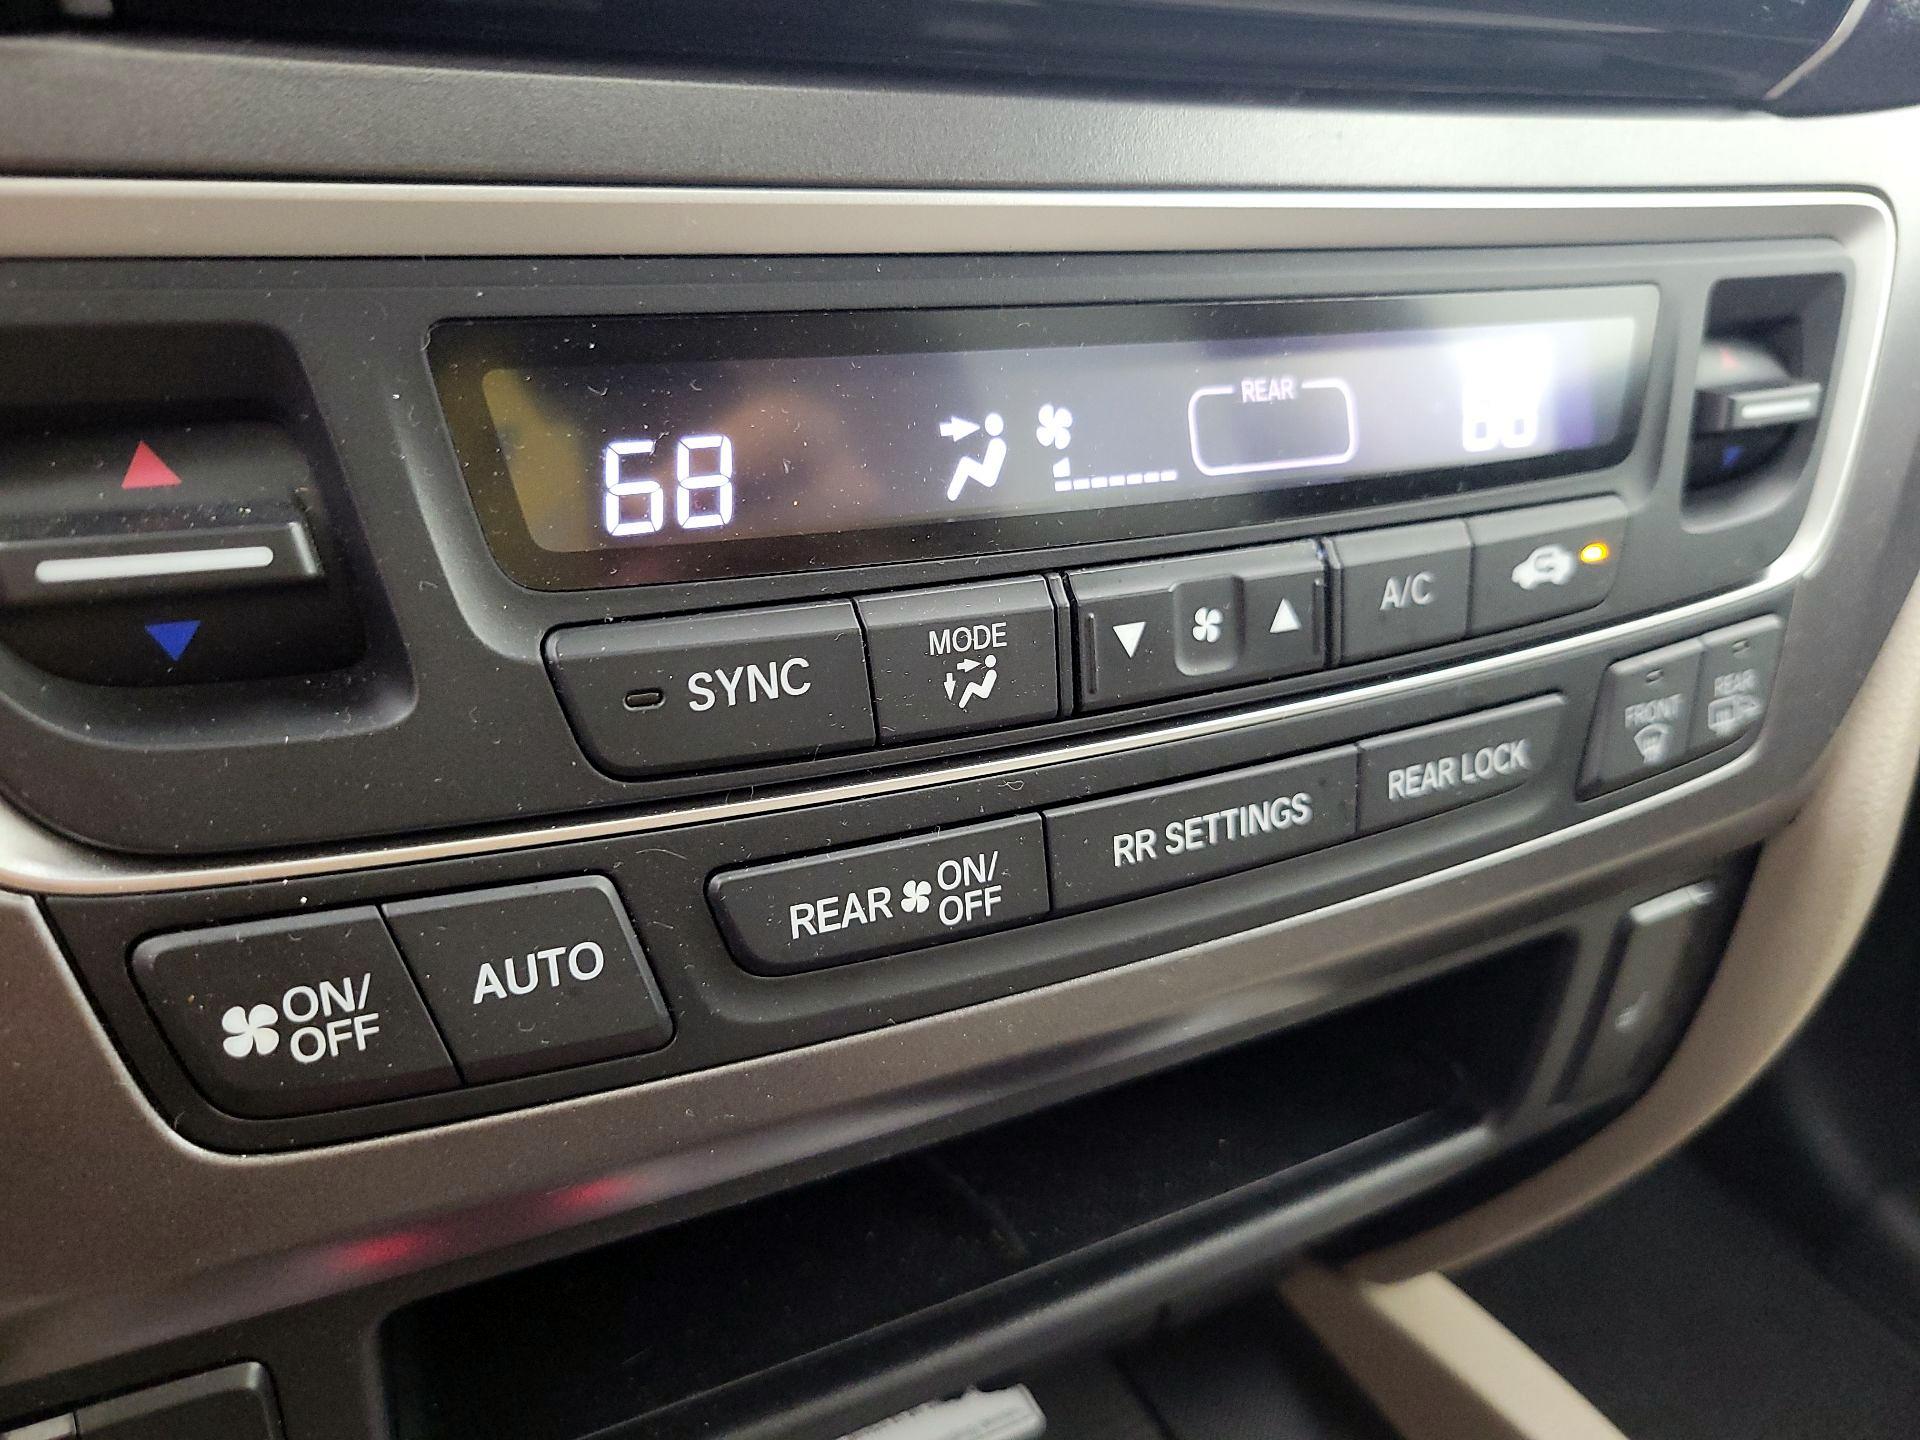 68
REAR
SYNC
MODE
A/C
FRONT
REAR
REAR ON/
OFF
RR SETTINGS
REAR LOCK
ON/
OFF
AUTO